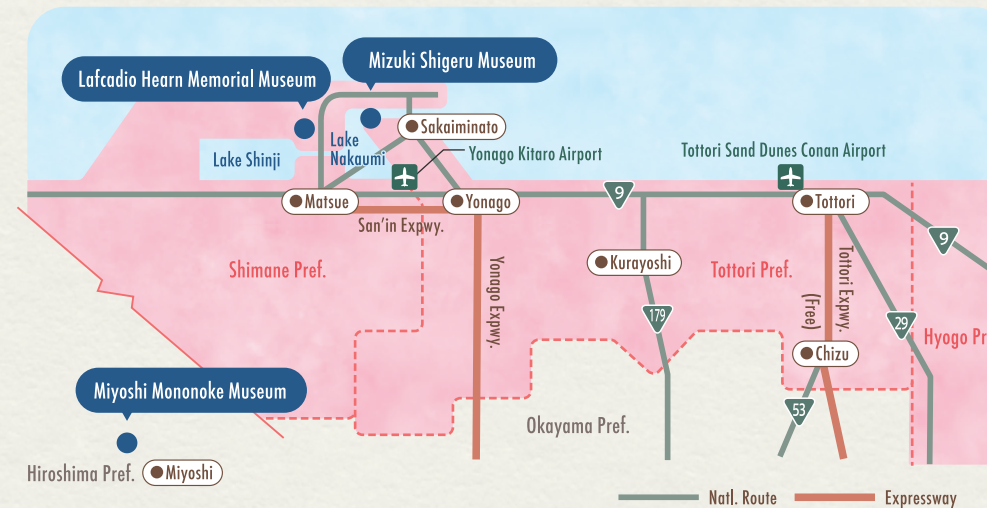 Mizuki Shigeru Museum
Lafcadio Hearn Memorial Museum
Sakaiminato
Lake
Nakaumi
Lake Shinji
Yonago Kitaro Airport
Tottori Sand Dunes Conan Airport
Matsue
Yonago
9
Tottori
San'in Expwy.
9
Shimane Pref.
Yonago Expwy.
Kurayoshi
Tottori Pref.
Tottori Expwy.
(Free)
179
29
Hyogo Pr
Chizu
Miyoshi Mononoke Museum
53
Okayama Pref.
Hiroshima Pref.
Miyoshi
Natl. Route
Expressway